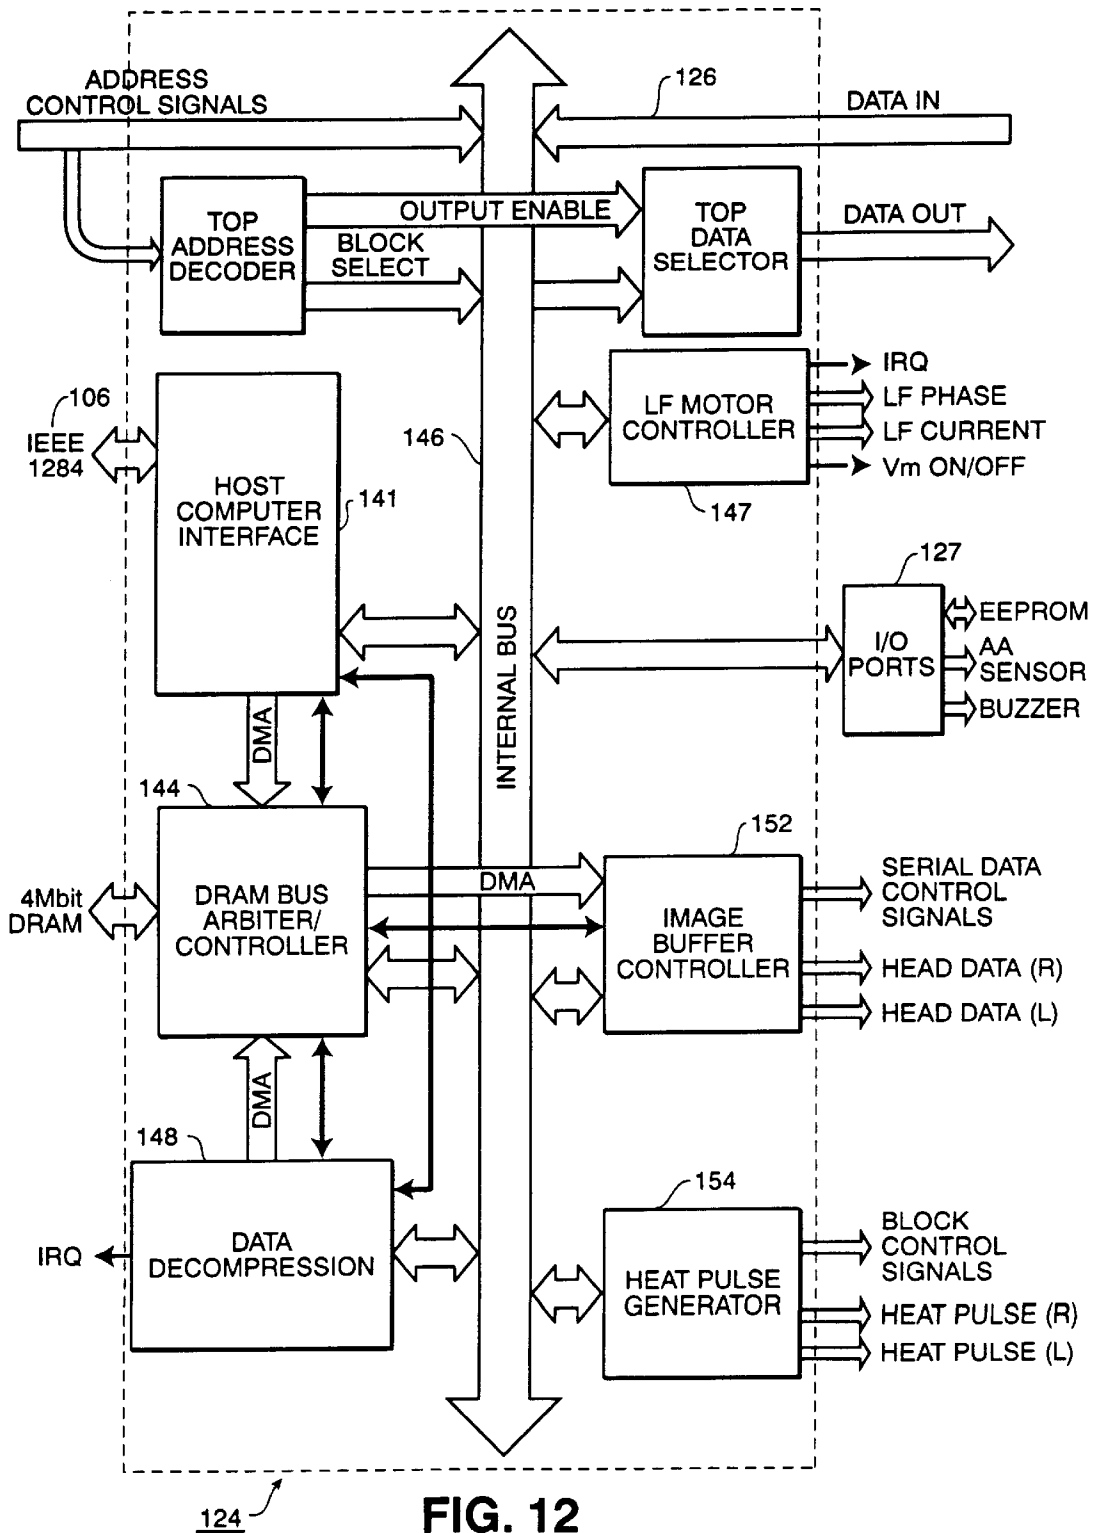 ADDRESS
CONTROL SIGNALS
126
DATA IN
TOP
ADDRESS
DECODER
OUTPUT ENABLE
BLOCK
SELECT
TOP
DATA
SELECTOR
DATA OUT
106
IEEE
1284
HOST
COMPUTER
INTERFACE
141
146
LF MOTOR
CONTROLLER
147
IRQ
LF PHASE
LF CURRENT
Vm ON/OFF
INTERNAL BUS
127
I/O
PORTS
EEPROM
AA
SENSOR
BUZZER
DMA
144
4Mbit
DRAM
DRAM BUS
ARBITER/
CONTROLLER
DMA
152
IMAGE
BUFFER
CONTROLLER
SERIAL DATA
CONTROL
SIGNALS
HEAD DATA (R)
HEAD DATA (L)
DMA
148
IRQ
DATA
DECOMPRESSION
154
HEAT PULSE
GENERATOR
BLOCK
CONTROL
SIGNALS
HEAT PULSE (R)
HEAT PULSE (L)
124
FIG. 12